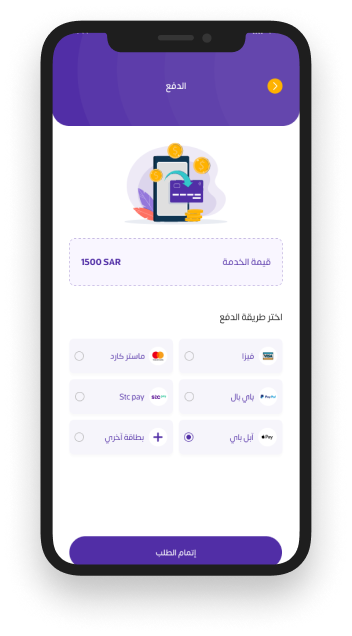 الدفع
قيمة الخدمة 1500 SAR
اختر طريقة الدفع
VISA فيزا
ماستر كارد
PayPal باي بال
stc pay Stc pay
Pay أبل باي
بطاقة أخري
إتمام الطلب